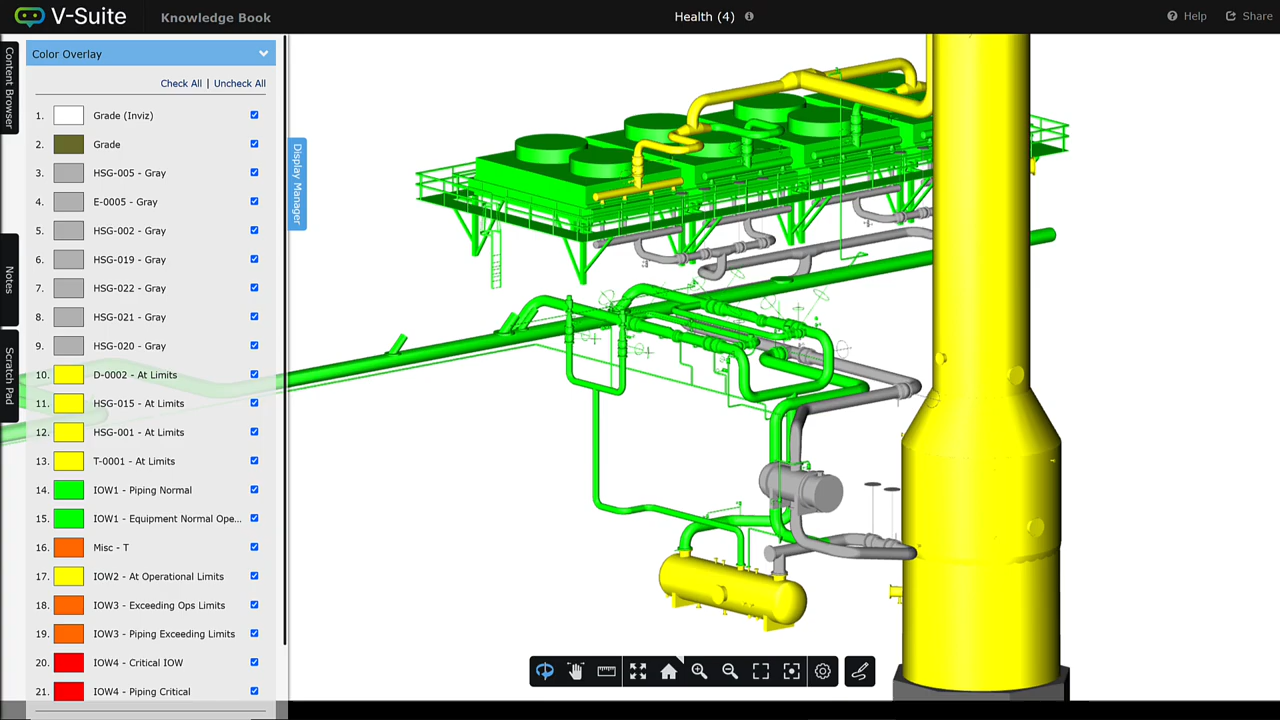 V-Suite
Knowledge Book
Health (4)
Help
Share
Content Browser
Notes
Scratch Pad
Color Overlay
Check All | Uncheck All
1. Grade (Inviz)
2. Grade
3. HSG-005 - Gray
4. E-0005 - Gray
5. HSG-002 - Gray
6. HSG-019 - Gray
7. HSG-022 - Gray
8. HSG-021 - Gray
9. HSG-020 - Gray
10. D-0002 - At Limits
11. HSG-015 - At Limits
12. HSG-001 - At Limits
13. T-0001 - At Limits
14. IOW1 - Piping Normal
15. IOW1 - Equipment Normal Ope...
16. Misc - T
17. IOW2 - At Operational Limits
18. IOW3 - Exceeding Ops Limits
19. IOW3 - Piping Exceeding Limits
20. IOW4 - Critical IOW
21. IOW4 - Piping Critical
Display Manager